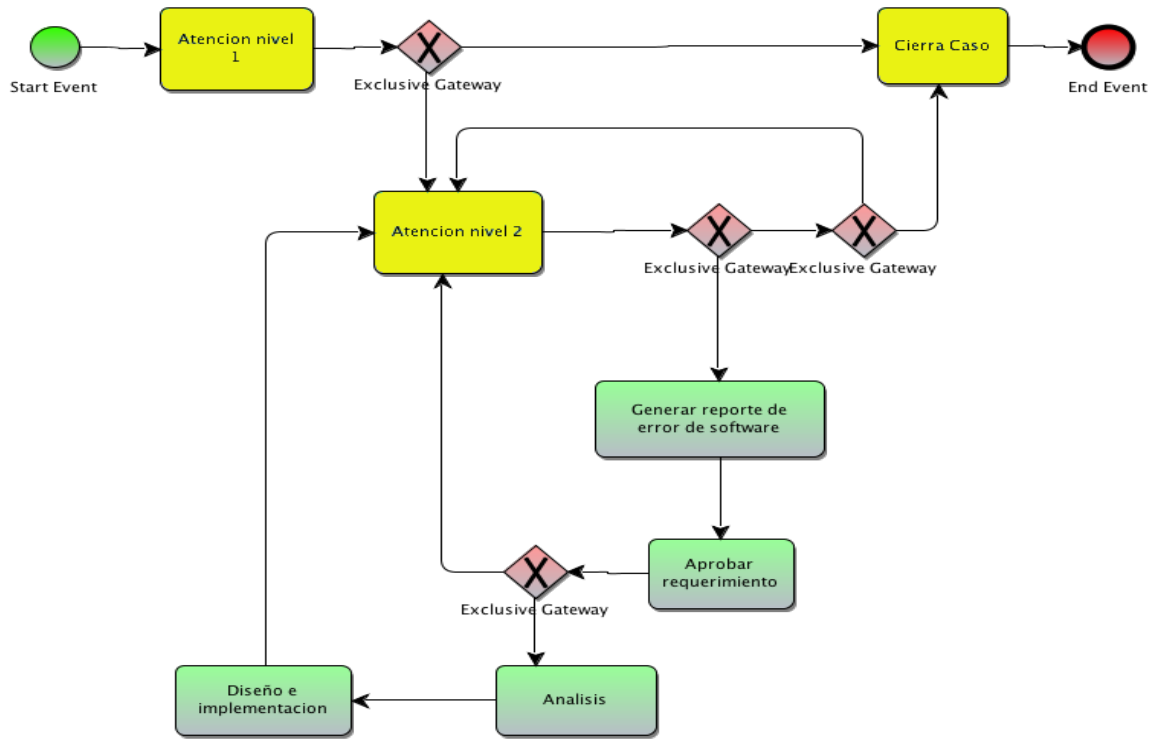 Atencion nivel
1
Start Event
Exclusive Gateway
Cierra Caso
End Event
Atencion nivel 2
Exclusive Gateway
Exclusive Gateway
Generar reporte de
error de software
Aprobar
requerimiento
Exclusive Gateway
Analisis
Diseño e
implementacion